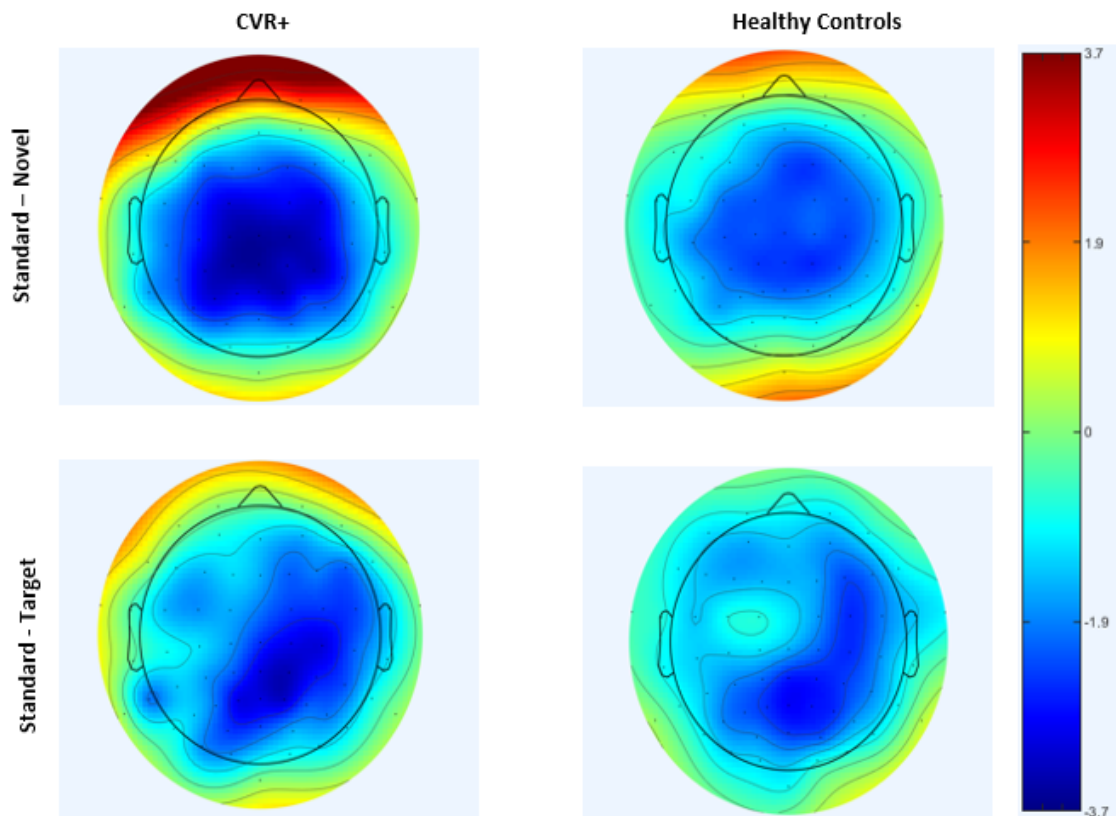 CVR+
Healthy Controls
Standard – Novel
Standard - Target
3.7
1.9
0
-1.9
-3.7